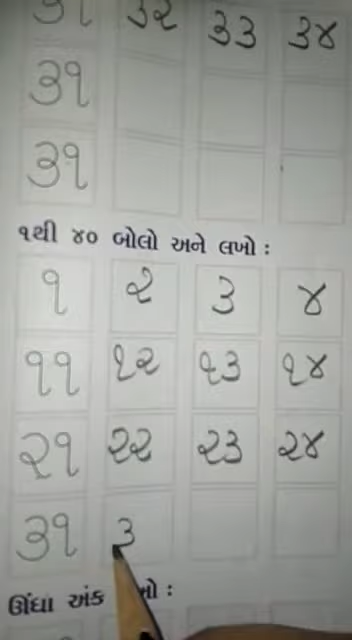 ૩૧ ૩૨ ૩૩ ૩૪
૩૧
૩૧
૧થી ૪૦ બોલો અને લખો :
૧ ૨ ૩ ૪
૧૧ ૧૨ ૧૩ ૧૪
૨૧ ૨૨ ૨૩ ૨૪
૩૧ ૩
ઊંધા અંક